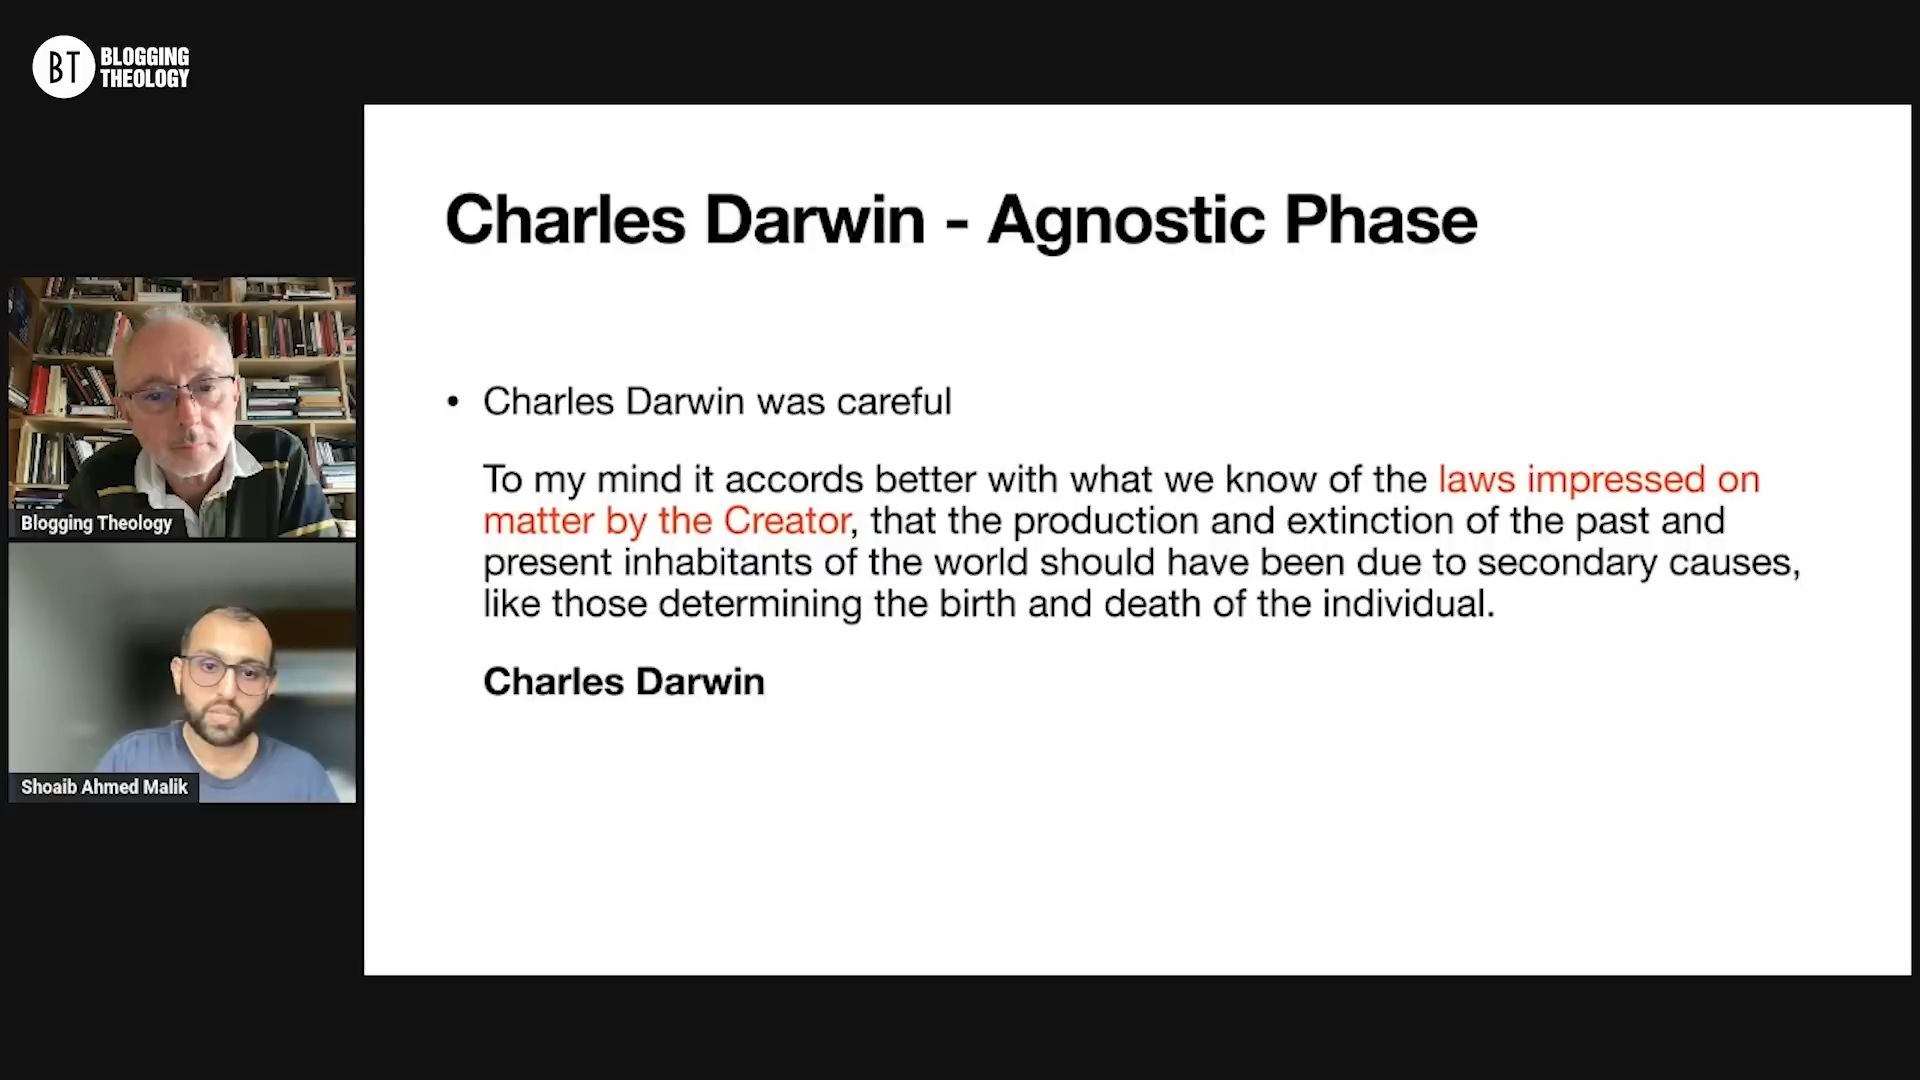 BT BLOGGING
THEOLOGY
Charles Darwin - Agnostic Phase
• Charles Darwin was careful
To my mind it accords better with what we know of the laws impressed on
matter by the Creator, that the production and extinction of the past and
present inhabitants of the world should have been due to secondary causes,
like those determining the birth and death of the individual.
Charles Darwin
Blogging Theology
Shoaib Ahmed Malik